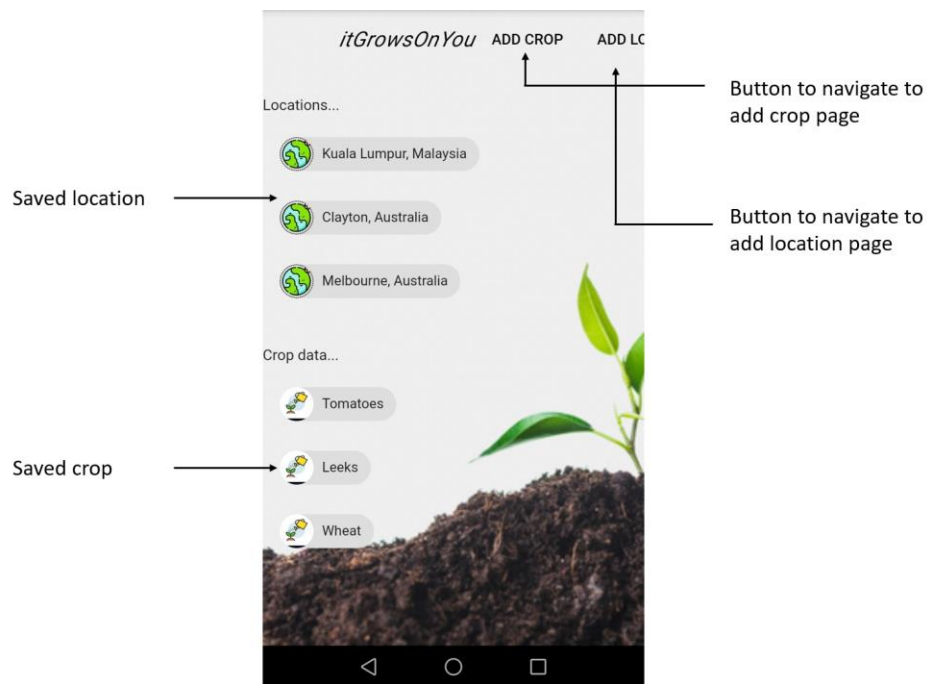 itGrowsOnYou ADD CROP ADD LO
Button to navigate to
add crop page
Locations...
Kuala Lumpur, Malaysia
Saved location
Clayton, Australia
Button to navigate to
add location page
Melbourne, Australia
Crop data...
Tomatoes
Saved crop
Leeks
Wheat